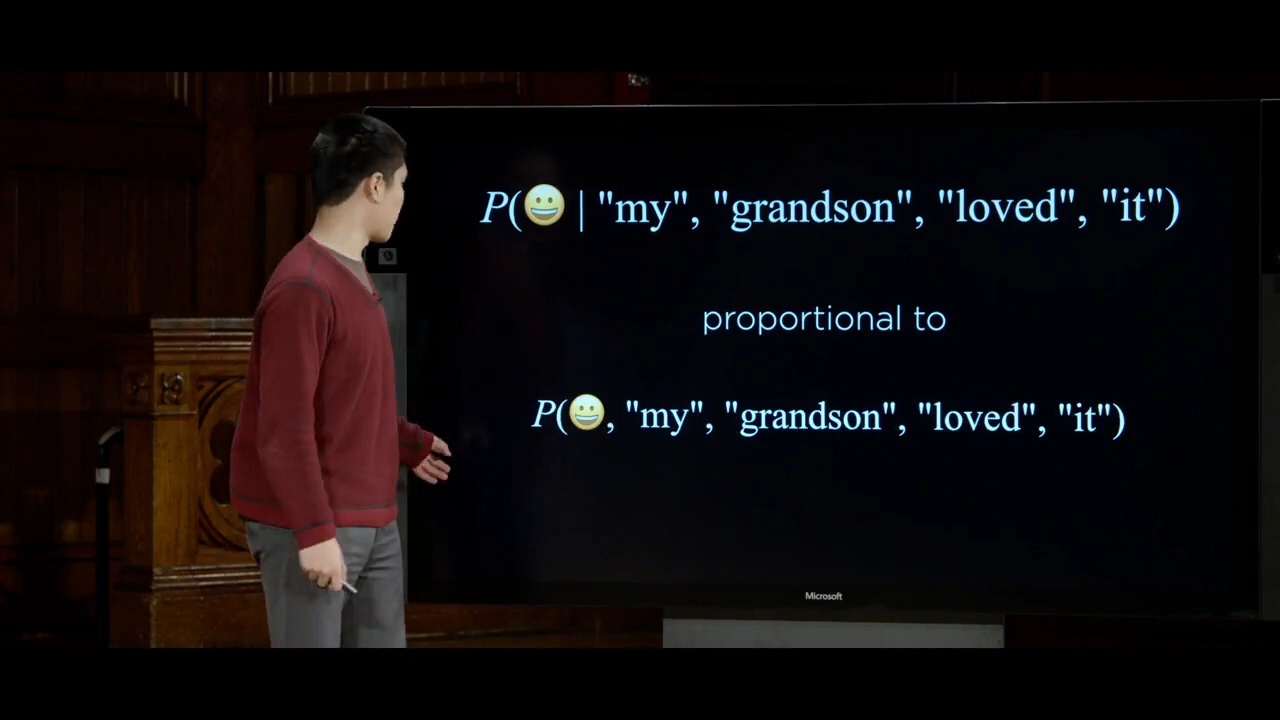 P(😀 | "my", "grandson", "loved", "it")
proportional to
P(😀, "my", "grandson", "loved", "it")
Microsoft